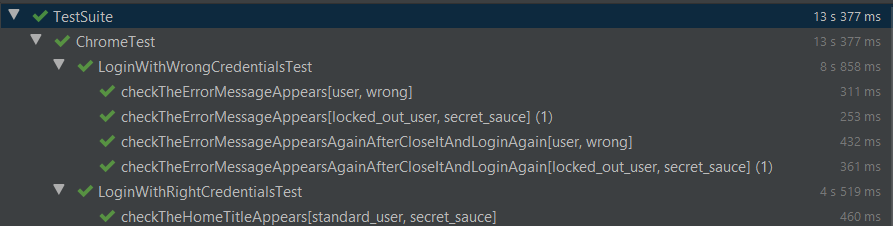 TestSuite 13 s 377 ms
ChromeTest 13 s 377 ms
LoginWithWrongCredentialsTest 8 s 858 ms
checkTheErrorMessageAppears[user, wrong] 311 ms
checkTheErrorMessageAppears[locked_out_user, secret_sauce] (1) 253 ms
checkTheErrorMessageAppearsAgainAfterCloseItAndLoginAgain[user, wrong] 432 ms
checkTheErrorMessageAppearsAgainAfterCloseItAndLoginAgain[locked_out_user, secret_sauce] (1) 361 ms
LoginWithRightCredentialsTest 4 s 519 ms
checkTheHomeTitleAppears[standard_user, secret_sauce] 460 ms